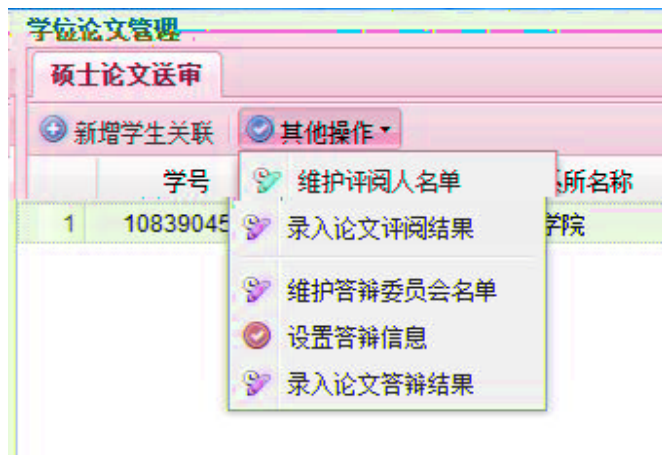 学位论文管理
硕士论文送审
新增学生关联 其他操作
学号 所名称
1 10839045 学院
维护评阅人名单
录入论文评阅结果
维护答辩委员会名单
设置答辩信息
录入论文答辩结果